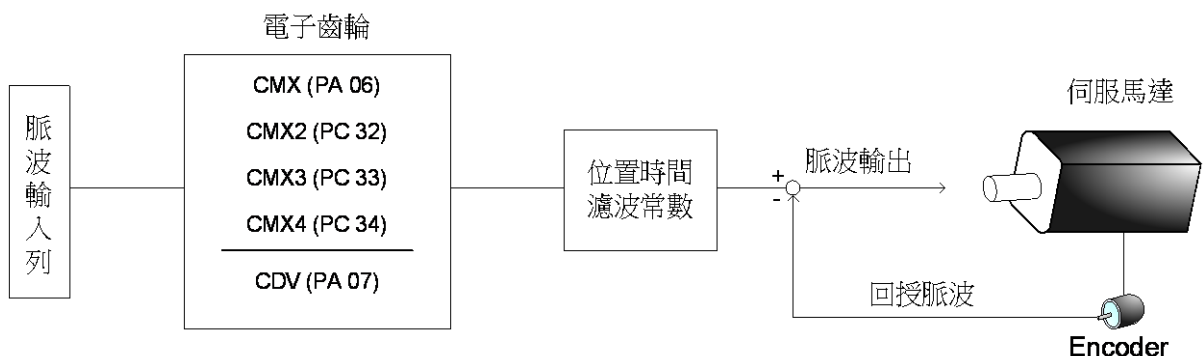 電子齒輪
脈波輸入列
CMX (PA 06)
CMX2 (PC 32)
CMX3 (PC 33)
CMX4 (PC 34)
CDV (PA 07)
位置時間
濾波常數
+
-
脈波輸出
回授脈波
伺服馬達
Encoder